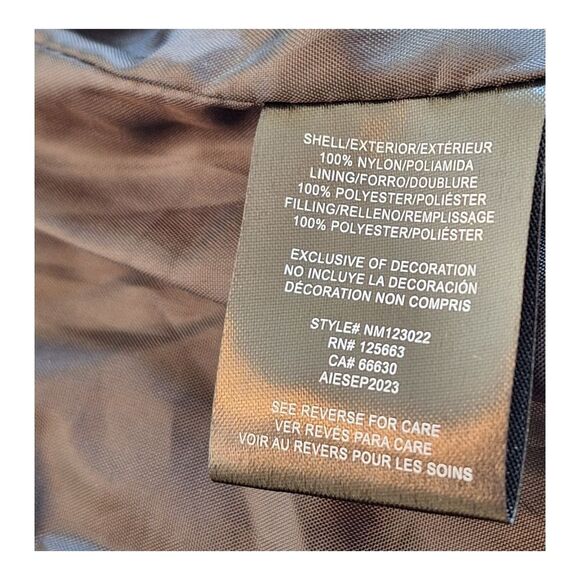 SHELL/EXTERIOR/EXTÉRIEUR
100% NYLON/POLIAMIDA
LINING/FORRO/DOUBLURE
100% POLYESTER/POLIÉSTER
FILLING/RELLENO/REMPLISSAGE
100% POLYESTER/POLIÉSTER
EXCLUSIVE OF DECORATION
NO INCLUYE LA DECORACIÓN
DÉCORATION NON COMPRIS
STYLE# NM123022
RN# 125663
CA# 66630
AIESEP2023
SEE REVERSE FOR CARE
VER REVÉS PARA CARE
VOIR AU REVERS POUR LES SOINS